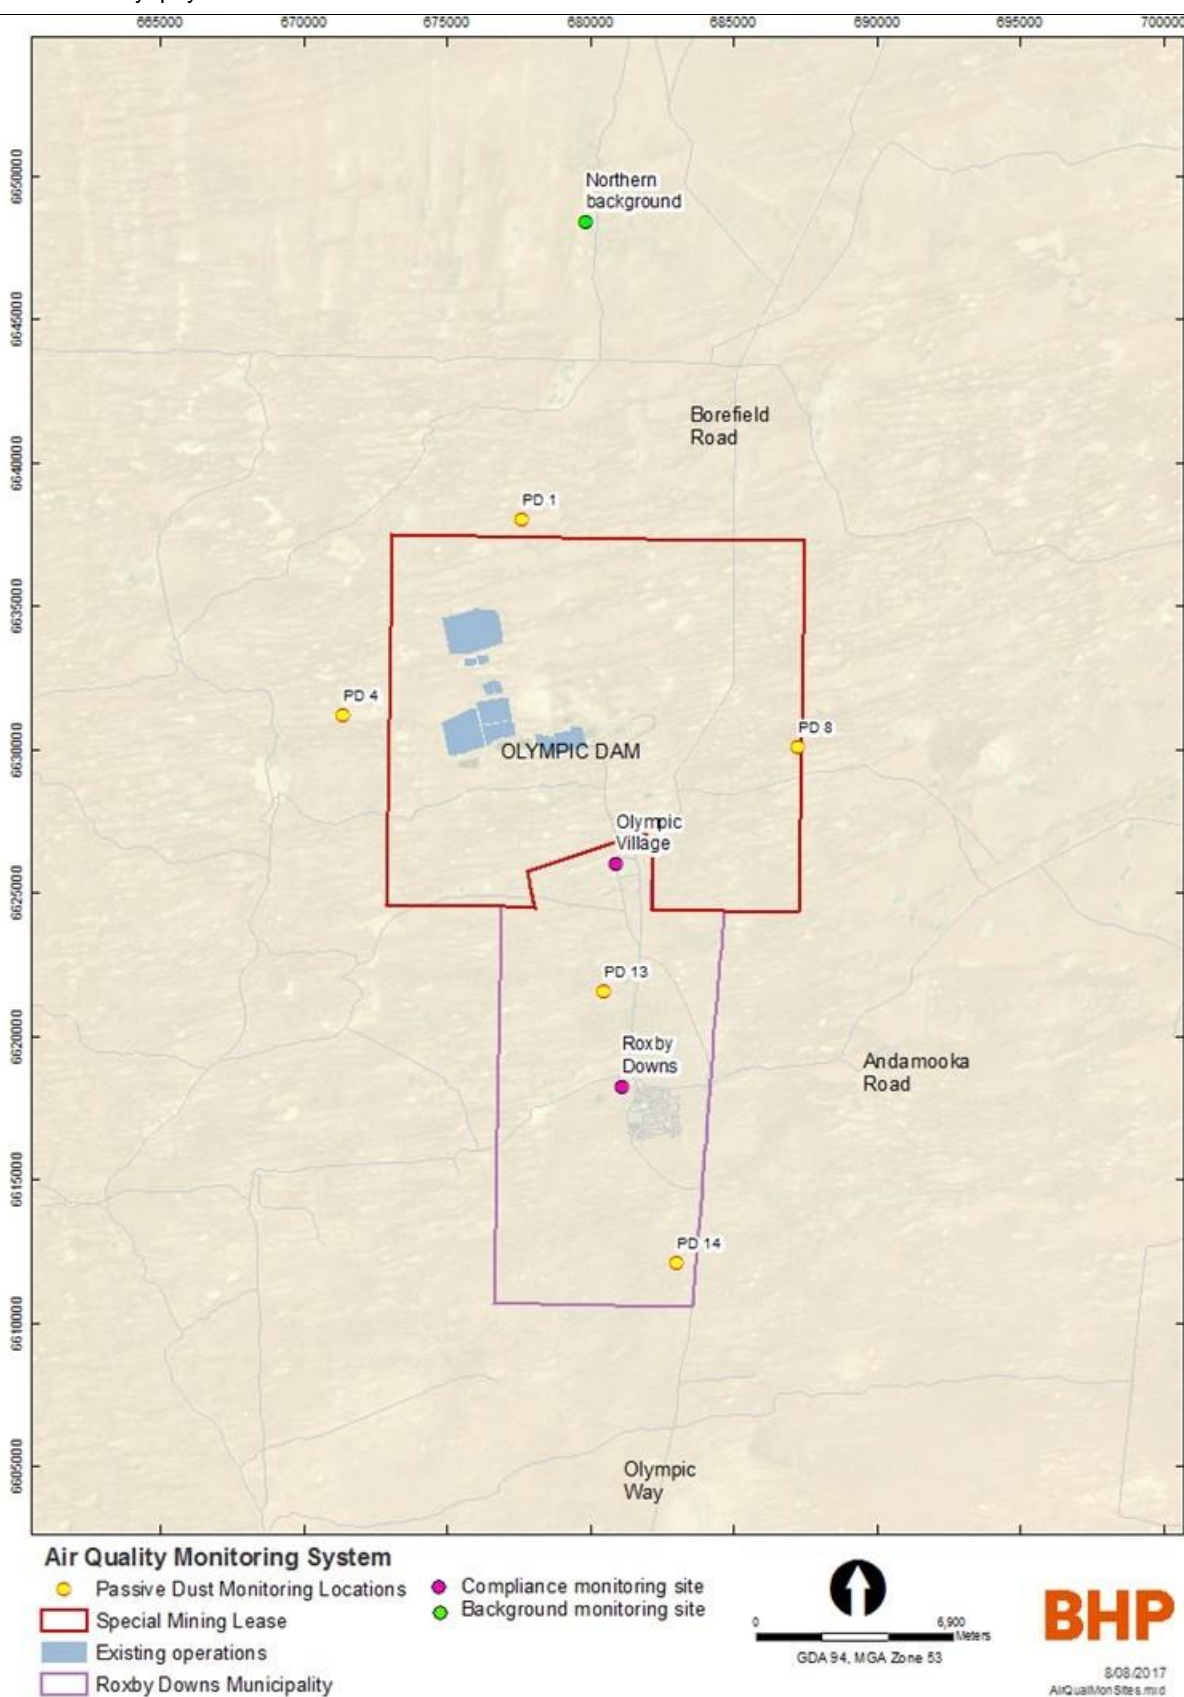 665000 670000 675000 680000 685000 690000 695000 700000
6650000
6645000
6640000
6635000
6630000
6625000
6620000
6615000
6610000
6605000
Northern
background
Borefield
Road
PD 1
PD 4
PD 8
OLYMPIC DAM
Olympic
Village
PD 13
Roxby
Downs
Andamooka
Road
PD 14
Olympic
Way
Air Quality Monitoring System
Passive Dust Monitoring Locations
Special Mining Lease
Existing operations
Roxby Downs Municipality
Compliance monitoring site
Background monitoring site
0 6,900
Meters
GDA 94, MGA Zone 53
BHP
8/08/2017
AirQualMonSites.mxd